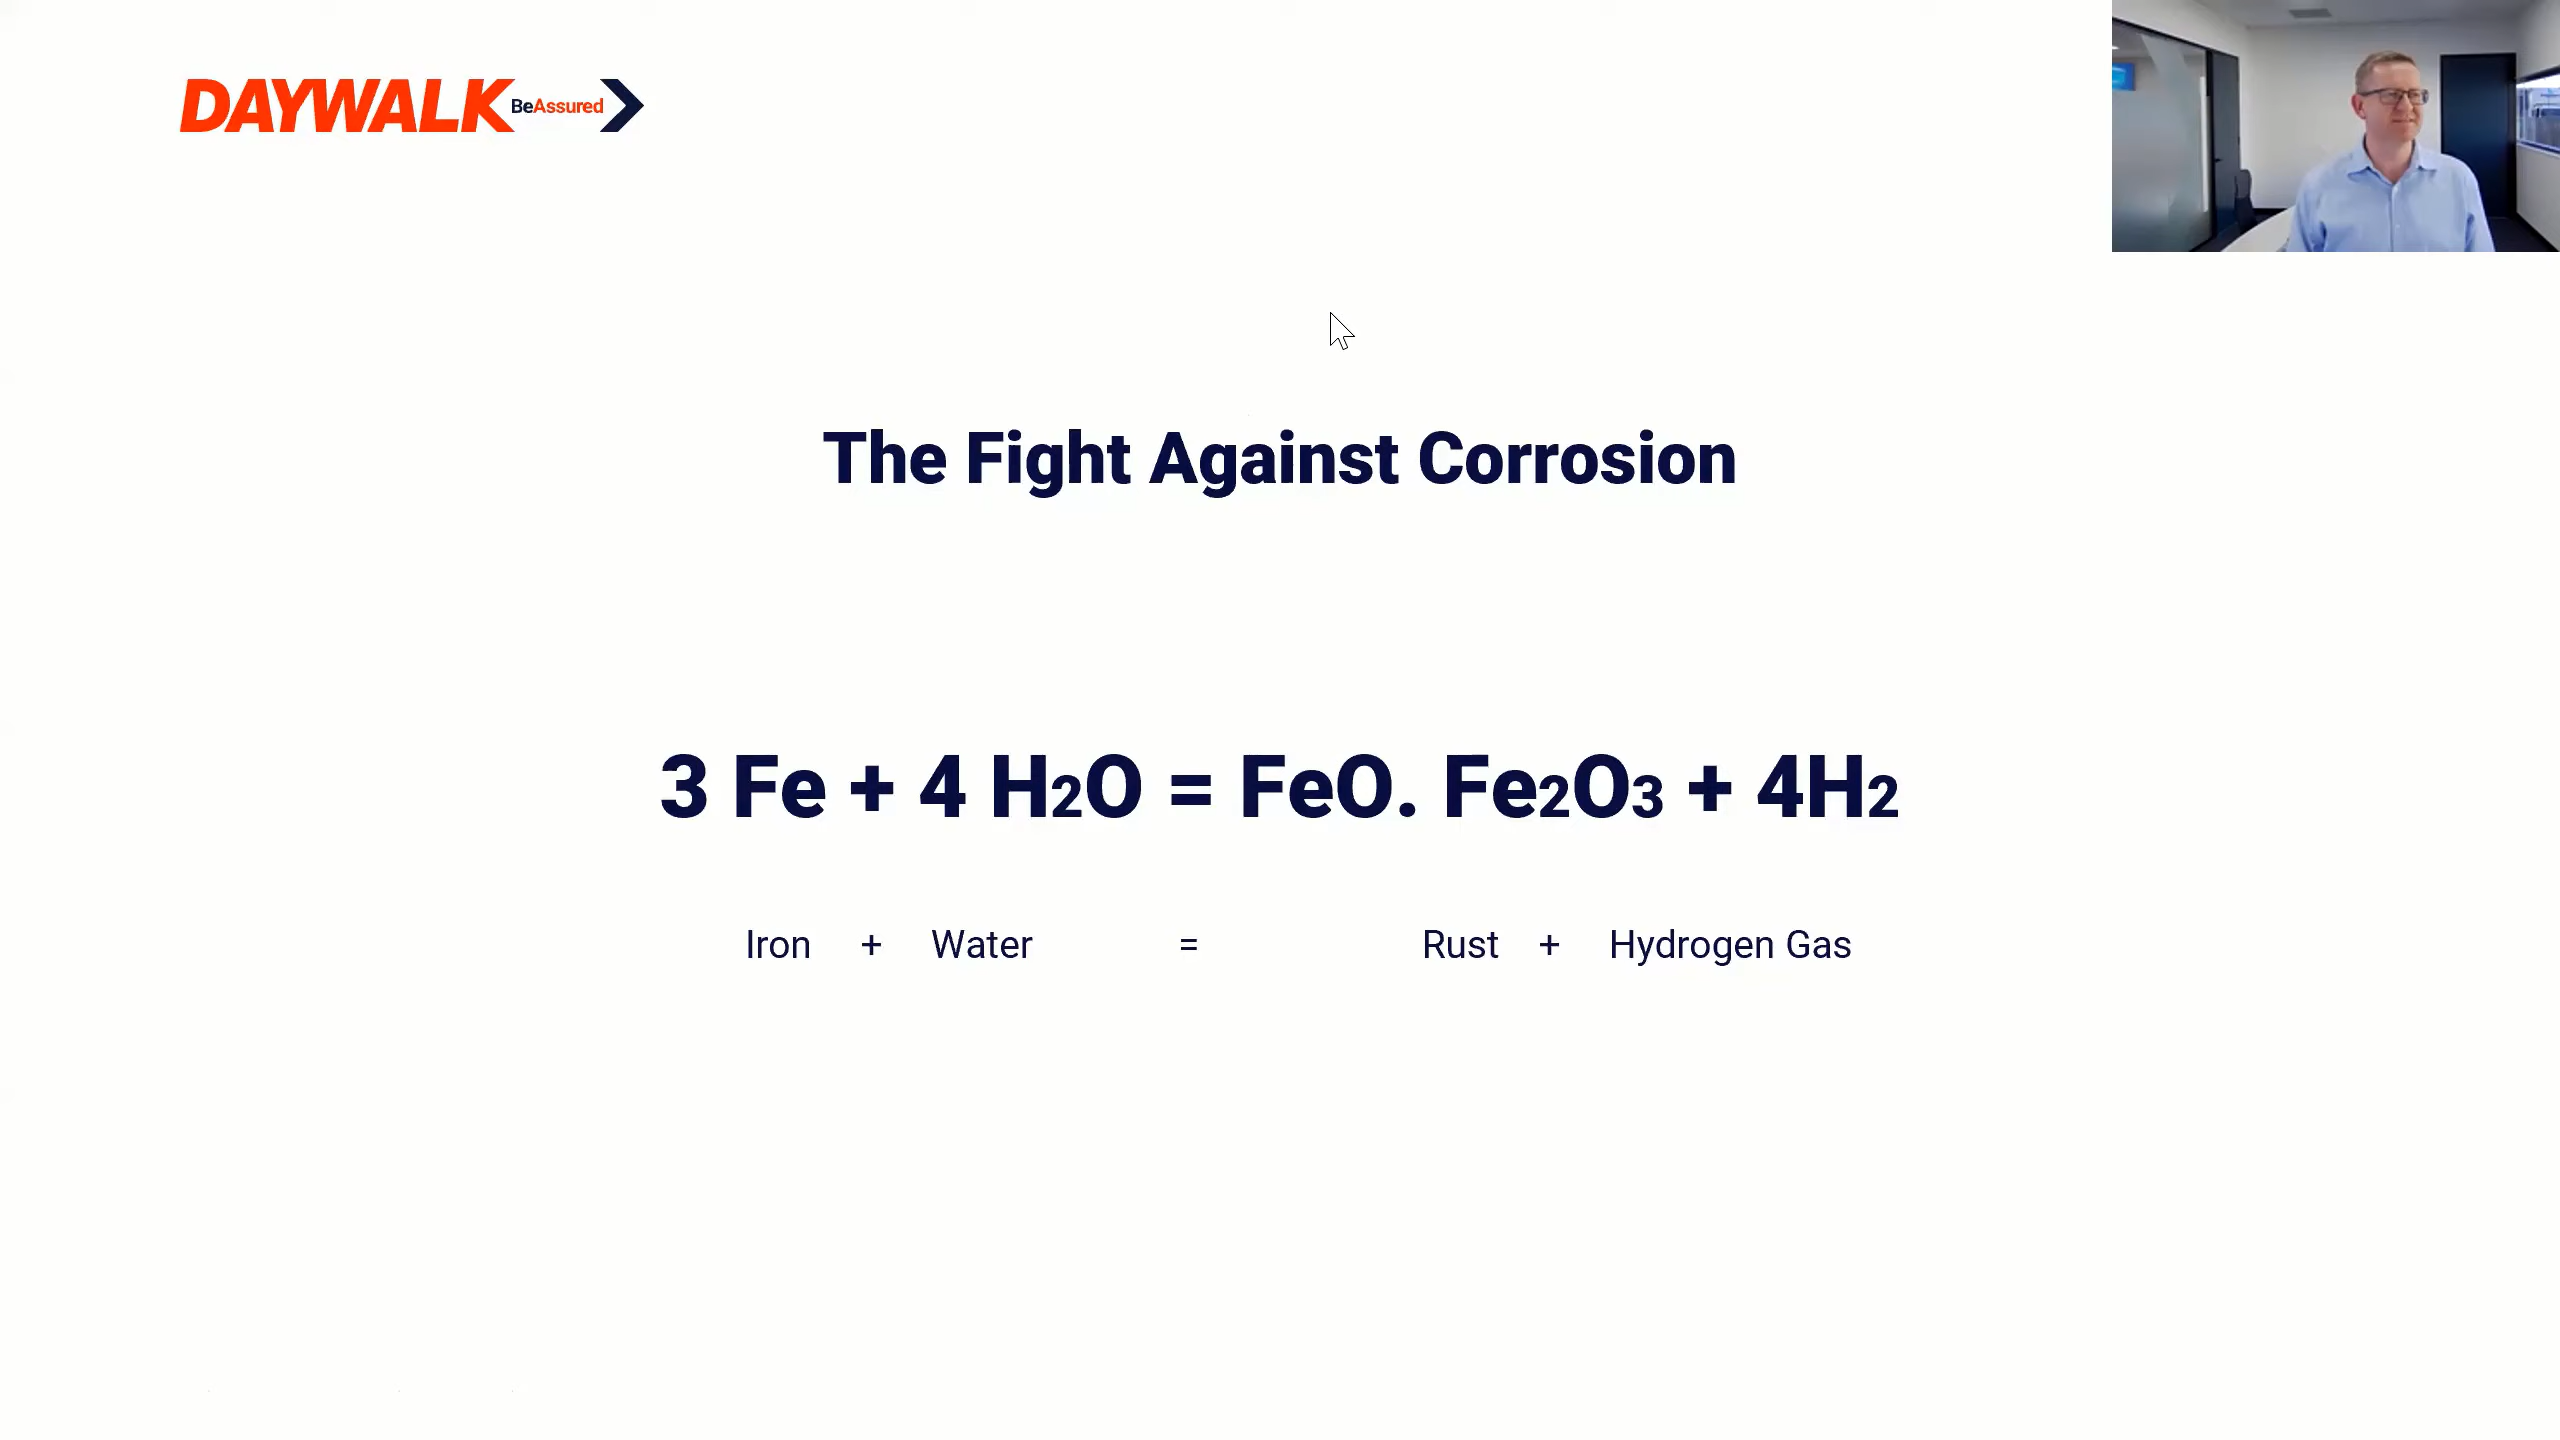 DAYWALK BeAssured
The Fight Against Corrosion
3 Fe + 4 H2O = FeO. Fe2O3 + 4H2
Iron + Water = Rust + Hydrogen Gas